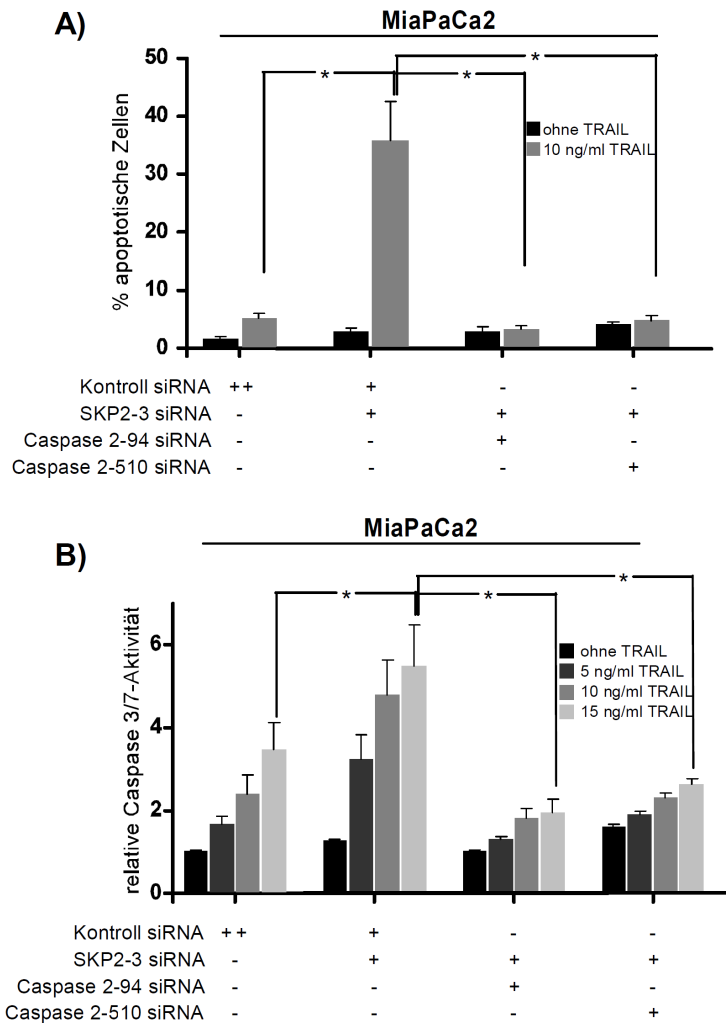 A)
MiaPaCa2
% apoptotische Zellen
50
40
30
20
10
0
* * *
ohne TRAIL
10 ng/ml TRAIL
Kontroll siRNA ++ + - -
SKP2-3 siRNA - + + +
Caspase 2-94 siRNA - - + -
Caspase 2-510 siRNA - - - +
B)
MiaPaCa2
relative Caspase 3/7-Aktivität
6
4
2
0
* * *
ohne TRAIL
5 ng/ml TRAIL
10 ng/ml TRAIL
15 ng/ml TRAIL
Kontroll siRNA ++ + - -
SKP2-3 siRNA - + + +
Caspase 2-94 siRNA - - + -
Caspase 2-510 siRNA - - - +